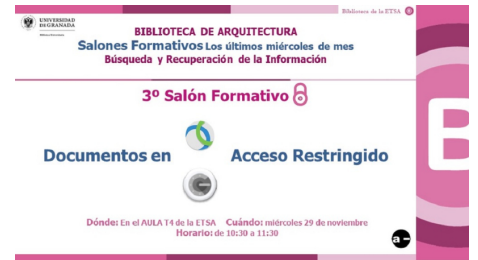 Biblioteca de la ETSA
UNIVERSIDAD
DE GRANADA
BIBLIOTECA DE ARQUITECTURA
Salones Formativos Los últimos miércoles de mes
Búsqueda y Recuperación de la Información
3º Salón Formativo
Documentos en Acceso Restringido
Dónde: En el AULA T4 de la ETSA Cuándo: miércoles 29 de noviembre
Horario: de 10:30 a 11:30
a-
B